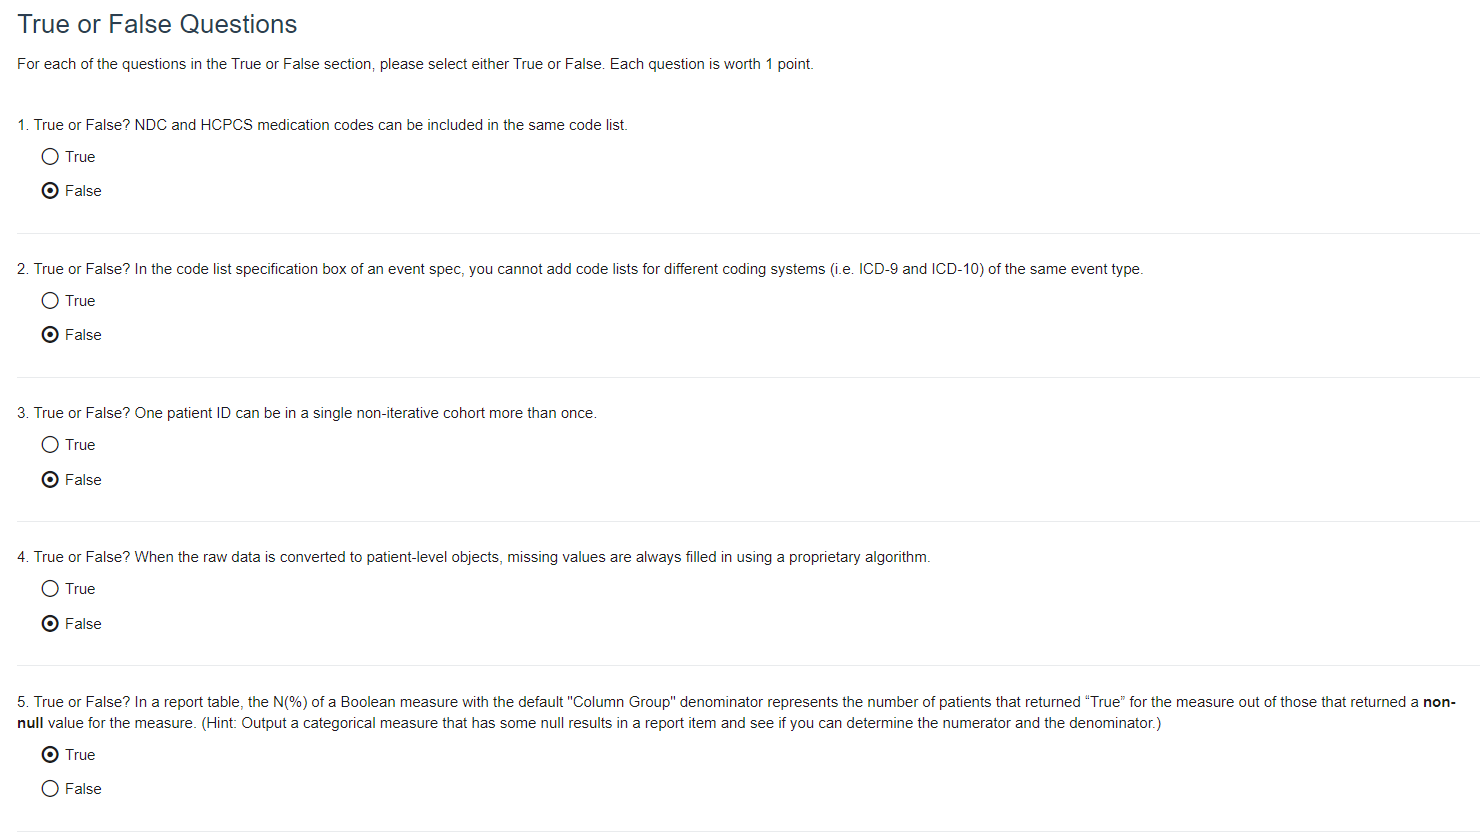 True or False Questions
For each of the questions in the True or False section, please select either True or False. Each question is worth 1 point.
1. True or False? NDC and HCPCS medication codes can be included in the same code list.
True
False
2. True or False? In the code list specification box of an event spec, you cannot add code lists for different coding systems (i.e. ICD-9 and ICD-10) of the same event type.
True
False
3. True or False? One patient ID can be in a single non-iterative cohort more than once.
True
False
4. True or False? When the raw data is converted to patient-level objects, missing values are always filled in using a proprietary algorithm.
True
False
5. True or False? In a report table, the N(%) of a Boolean measure with the default "Column Group" denominator represents the number of patients that returned “True” for the measure out of those that returned a non-
null value for the measure. (Hint: Output a categorical measure that has some null results in a report item and see if you can determine the numerator and the denominator.)
True
False